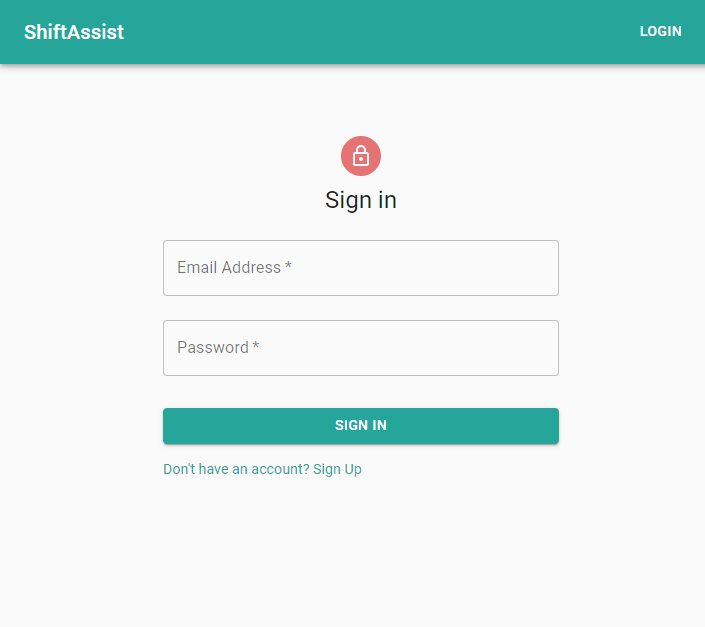 ShiftAssist
LOGIN
Sign in
Email Address *
Password *
SIGN IN
Don't have an account? Sign Up